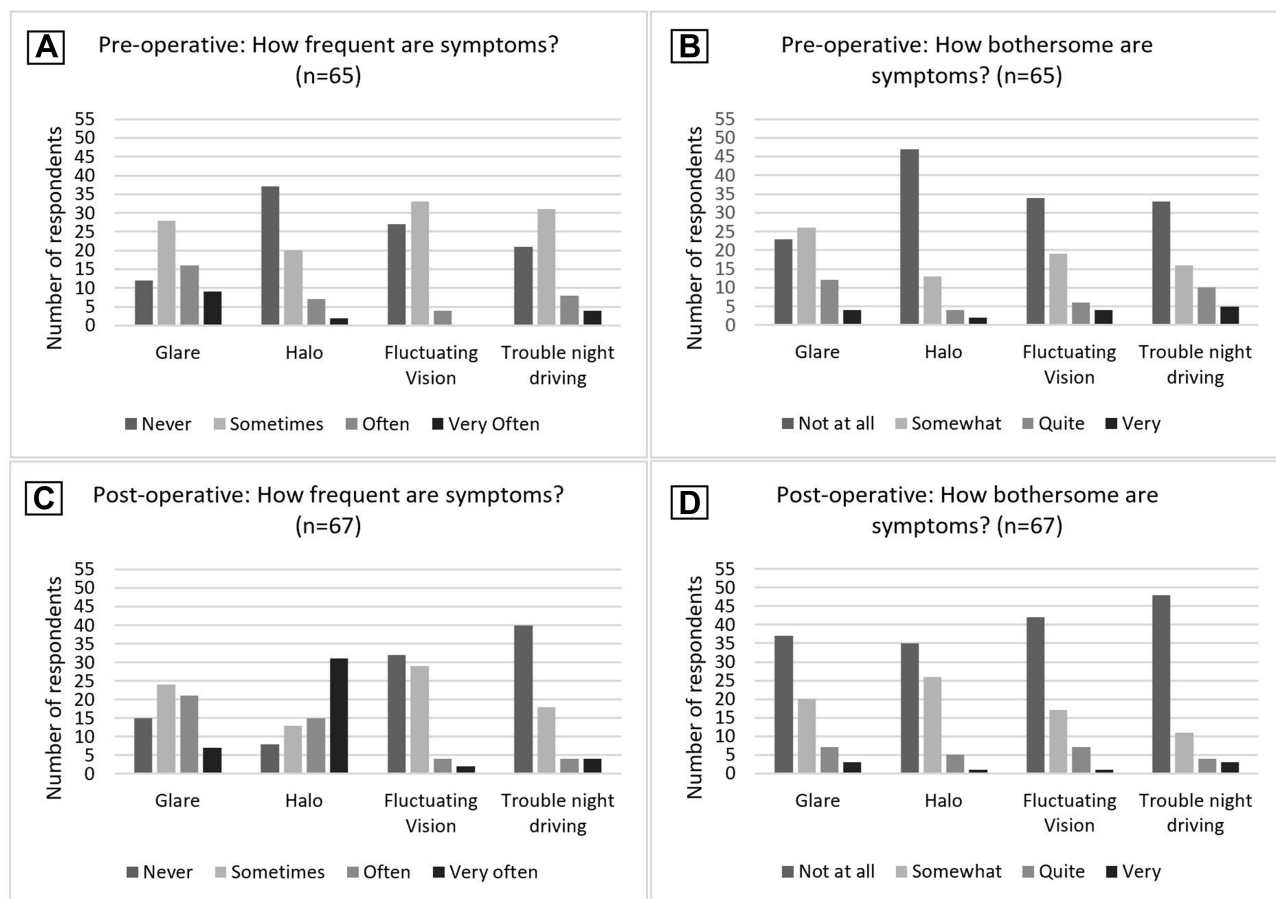 A
Pre-operative: How frequent are symptoms?
(n=65)
Number of respondents
55
50
45
40
35
30
25
20
15
10
5
0
Glare
Halo
Fluctuating
Vision
Trouble night
driving
Never
Sometimes
Often
Very Often
B
Pre-operative: How bothersome are
symptoms? (n=65)
Number of respondents
55
50
45
40
35
30
25
20
15
10
5
0
Glare
Halo
Fluctuating
Vision
Trouble night
driving
Not at all
Somewhat
Quite
Very
C
Post-operative: How frequent are symptoms?
(n=67)
Number of respondents
55
50
45
40
35
30
25
20
15
10
5
0
Glare
Halo
Fluctuating
Vision
Trouble night
driving
Never
Sometimes
Often
Very often
D
Post-operative: How bothersome are
symptoms? (n=67)
Number of respondents
55
50
45
40
35
30
25
20
15
10
5
0
Glare
Halo
Fluctuating
Vision
Trouble night
driving
Not at all
Somewhat
Quite
Very